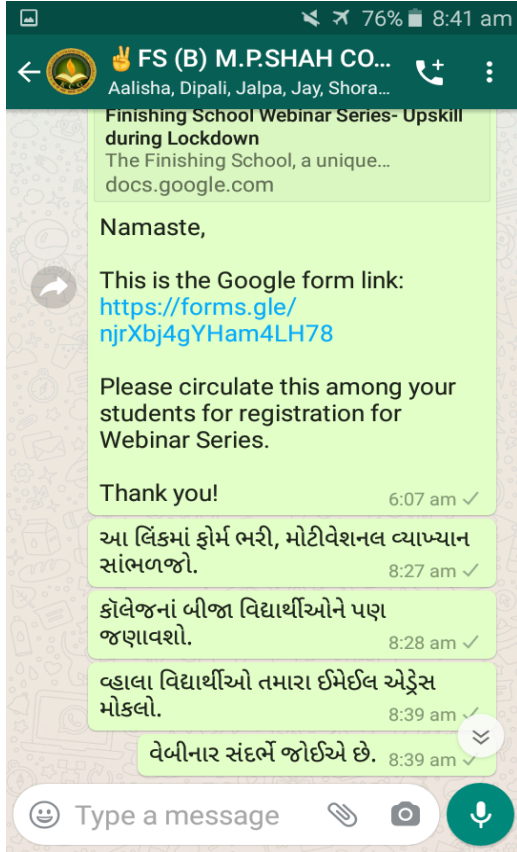 76% 8:41 am
✌ FS (B) M.P.SHAH CO...
Aalisha, Dipali, Jalpa, Jay, Shora...
Finishing School Webinar Series- Upskill
during Lockdown
The Finishing School, a unique...
docs.google.com
Namaste,
This is the Google form link:
https://forms.gle/
njrXbj4gYHam4LH78
Please circulate this among your
students for registration for
Webinar Series.
Thank you!
6:07 am
આ લિંકમાં ફોર્મ ભરી, મોટીવેશનલ વ્યાખ્યાન
સાંભળજો.
8:27 am
કૉલેજનાં બીજા વિદ્યાર્થીઓને પણ
જણાવશો.
8:28 am
વ્હાલા વિદ્યાર્થીઓ તમારા ઈમેઈલ એડ્રેસ
મોકલો.
8:39 am
વેબીનાર સંદર્ભે જોઈએ છે. 8:39 am
Type a message